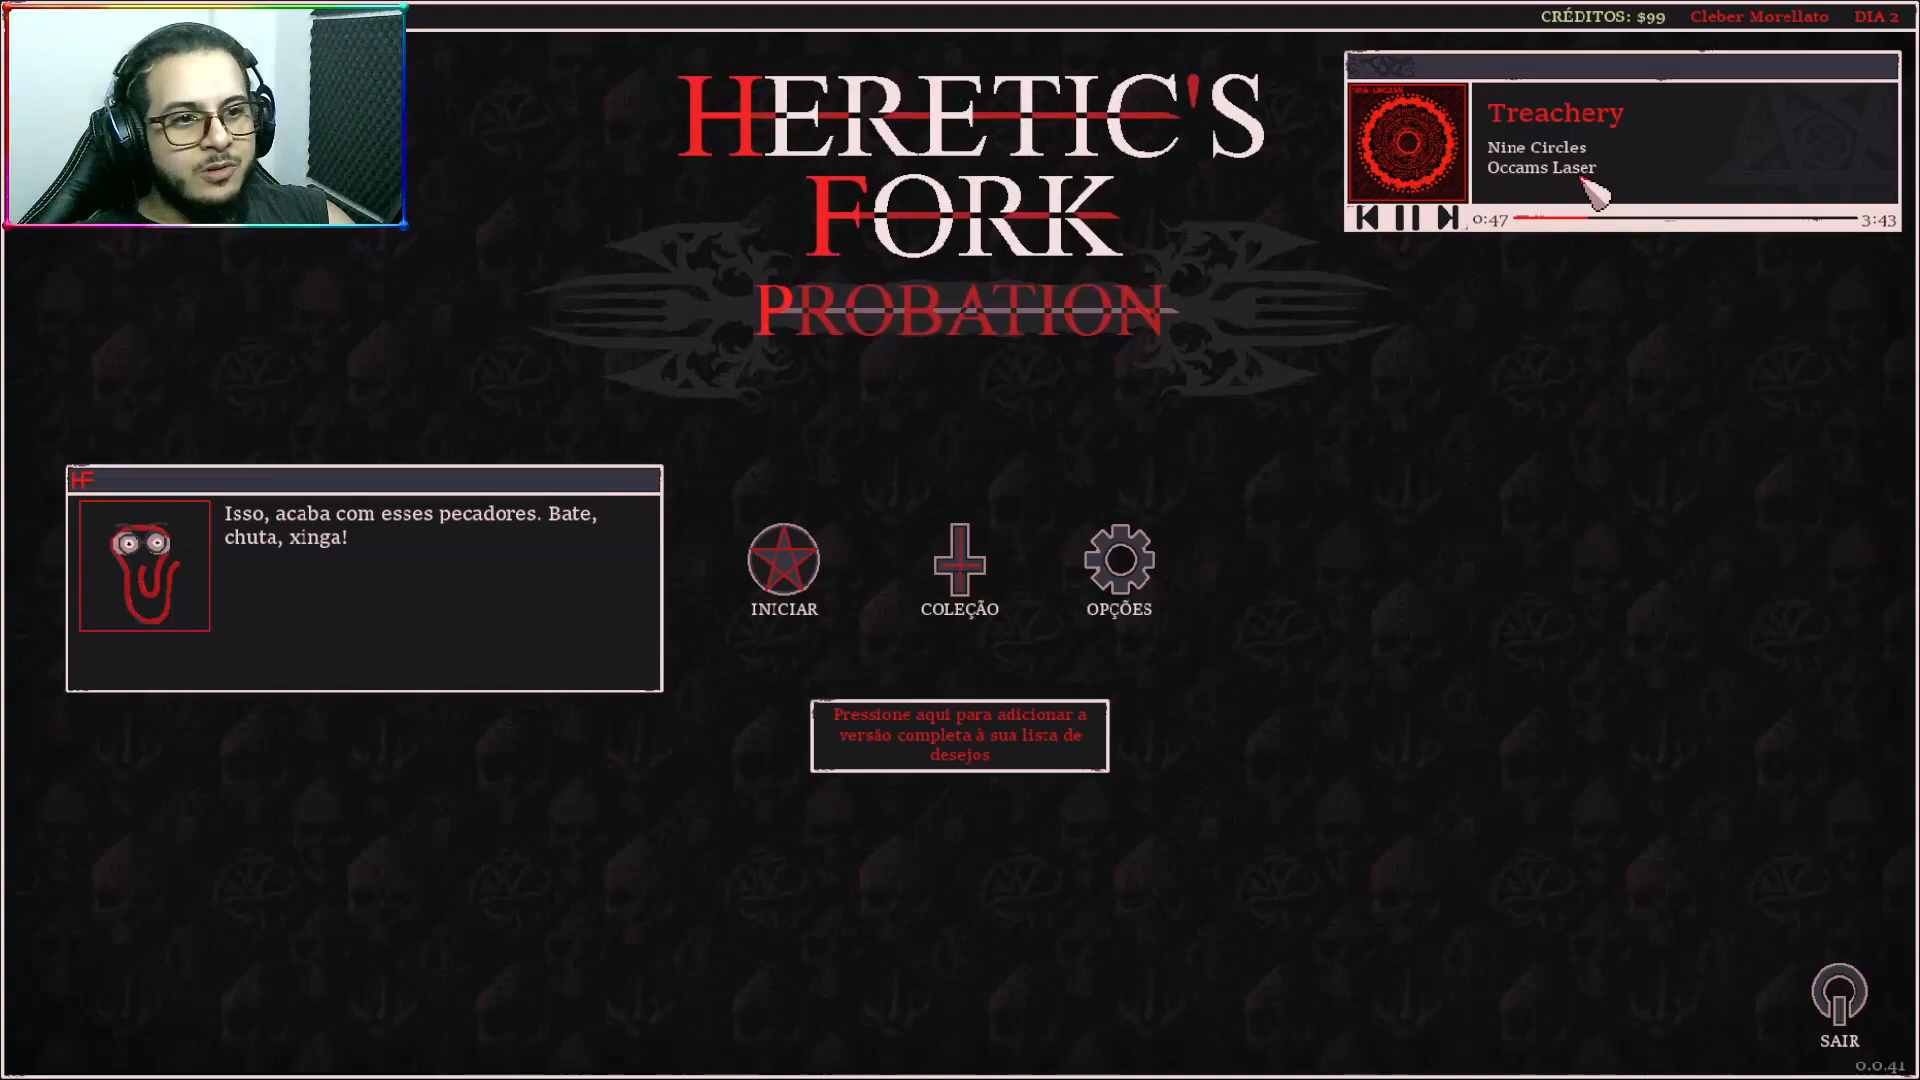 CRÉDITOS: $99 Cleber Morellato DIA 2
HERETIC'S
FORK
PROBATION
NINE CIRCLES
Treachery
Nine Circles
Occams Laser
0:47 3:43
HF
Isso, acaba com esses pecadores. Bate,
chuta, xinga!
INICIAR COLEÇÃO OPÇÕES
Pressione aqui para adicionar a
versão completa à sua lista de
desejos
SAIR
0.0.41